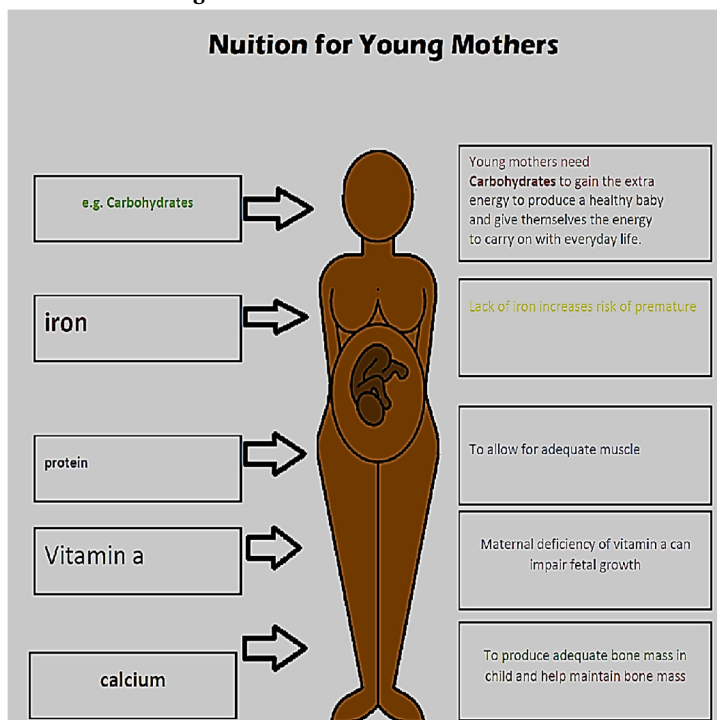 Nuition for Young Mothers
e.g. Carbohydrates
Young mothers need
Carbohydrates to gain the extra
energy to produce a healthy baby
and give themselves the energy
to carry on with everyday life.
iron
Lack of iron increases risk of premature
protein
To allow for adequate muscle
Vitamin a
Maternal deficiency of vitamin a can
impair fetal growth
calcium
To produce adequate bone mass in
child and help maintain bone mass